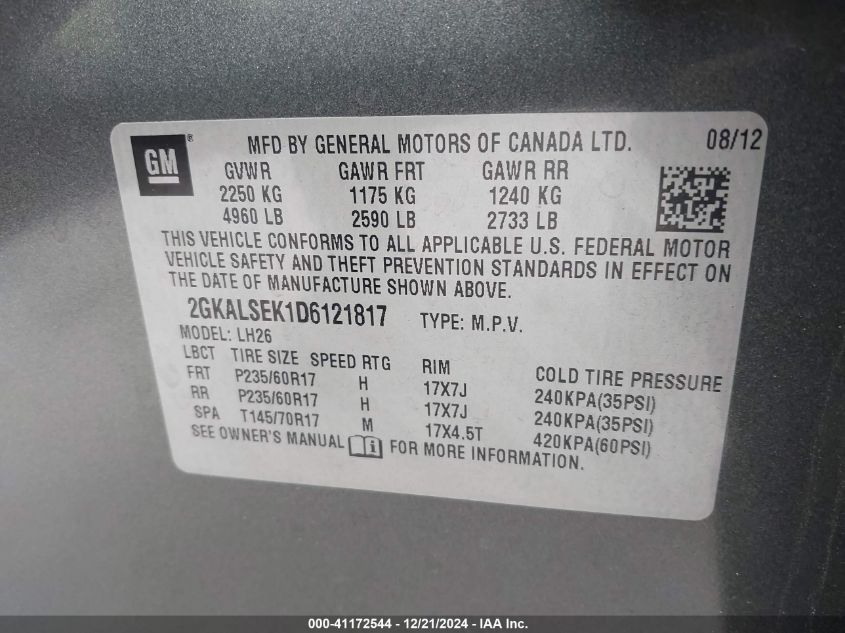 GM ® MFD BY GENERAL MOTORS OF CANADA LTD. 08/12
GVWR GAWR FRT GAWR RR
2250 KG 1175 KG 1240 KG
4960 LB 2590 LB 2733 LB
THIS VEHICLE CONFORMS TO ALL APPLICABLE U.S. FEDERAL MOTOR
VEHICLE SAFETY AND THEFT PREVENTION STANDARDS IN EFFECT ON
THE DATE OF MANUFACTURE SHOWN ABOVE.
2GKALSEK1D6121817 TYPE: M.P.V.
MODEL: LH26
LBCT TIRE SIZE SPEED RTG RIM COLD TIRE PRESSURE
FRT P235/60R17 H 17X7J 240KPA(35PSI)
RR P235/60R17 H 17X7J 240KPA(35PSI)
SPA T145/70R17 M 17X4.5T 420KPA(60PSI)
SEE OWNER'S MANUAL FOR MORE INFORMATION.
000-41172544 - 12/21/2024 - IAA Inc.